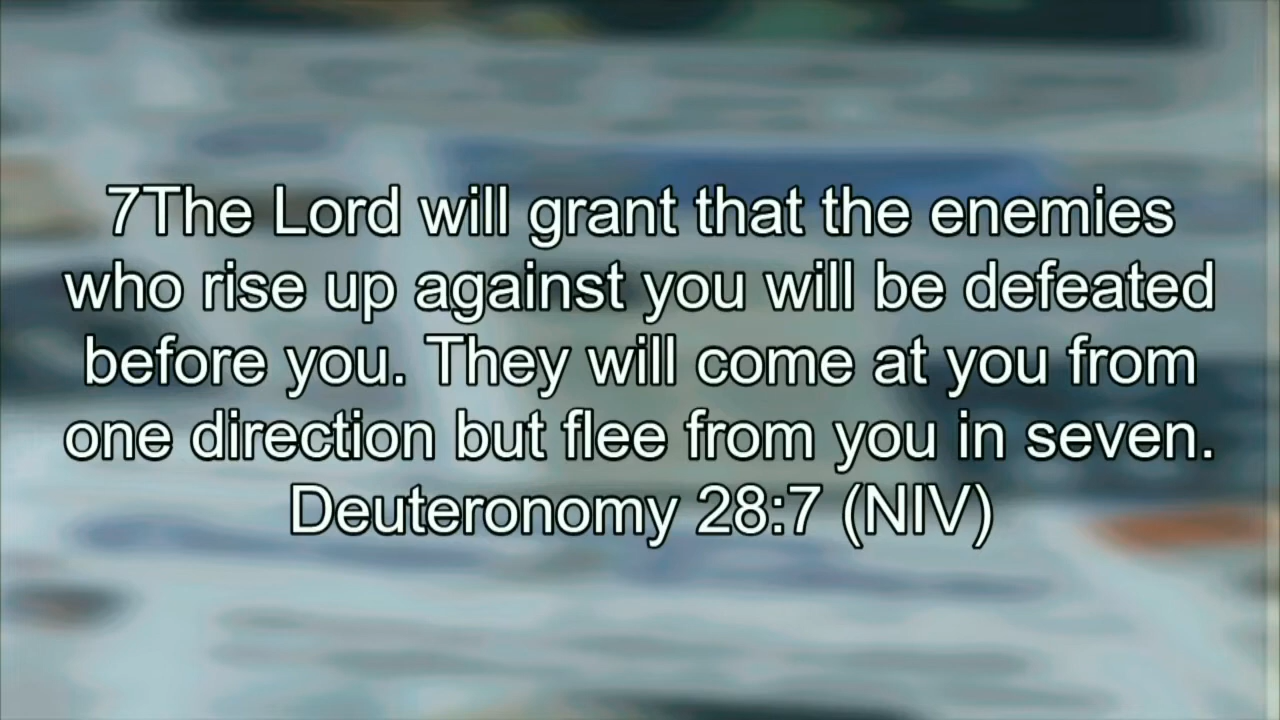 7The Lord will grant that the enemies
who rise up against you will be defeated
before you. They will come at you from
one direction but flee from you in seven.
Deuteronomy 28:7 (NIV)